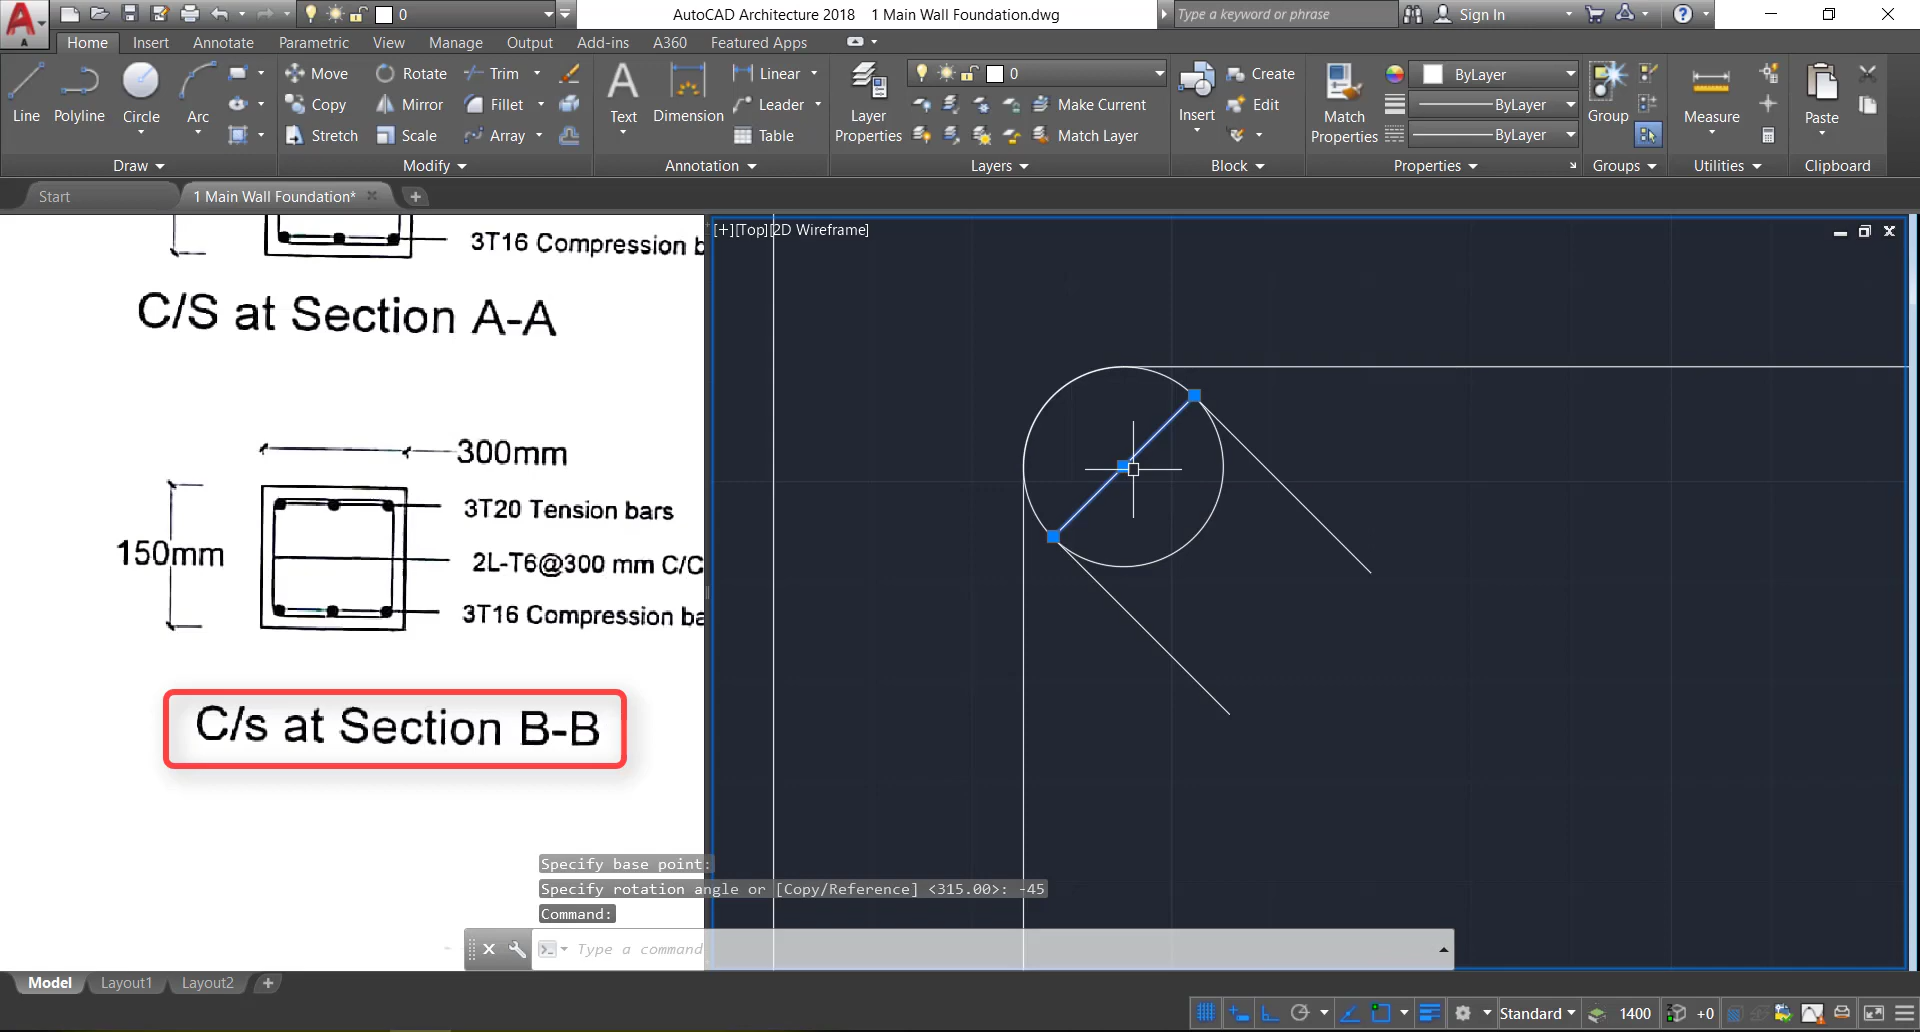 0
AutoCAD Architecture 2018 1 Main Wall Foundation.dwg
Type a keyword or phrase
Sign In
Home Insert Annotate Parametric View Manage Output Add-ins A360 Featured Apps
Line Polyline Circle Arc
Move Rotate Trim
Copy Mirror Fillet
Stretch Scale Array
Text Dimension
Linear
Leader
Table
Layer Properties
0
Make Current
Match Layer
Insert
Create
Edit
Match Properties
ByLayer
ByLayer
ByLayer
Group
Measure
Paste
Draw Modify Annotation Layers Block Properties Groups Utilities Clipboard
Start 1 Main Wall Foundation*
[+][Top][2D Wireframe]
3T16 Compression b
C/S at Section A-A
300mm
3T20 Tension bars
150mm
2L-T6@300 mm C/C
3T16 Compression ba
C/s at Section B-B
Specify base point:
Specify rotation angle or [Copy/Reference] <315.00>: -45
Command:
Type a command
Model Layout1 Layout2 +
Standard 1400 +0